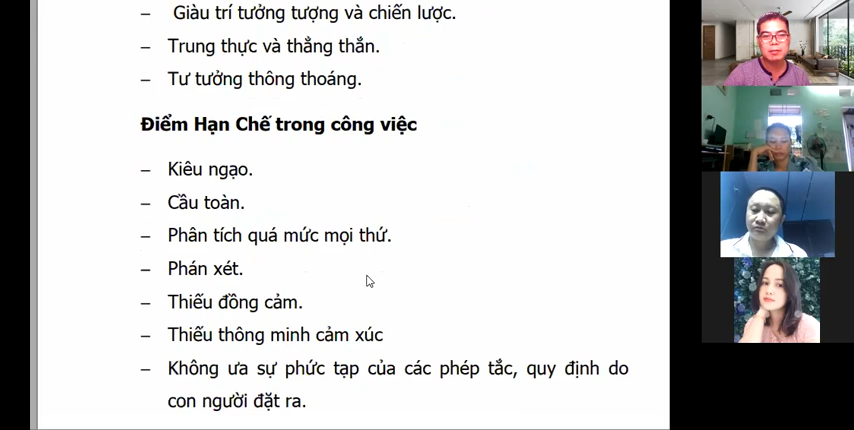 – Giàu trí tưởng tượng và chiến lược.
– Trung thực và thẳng thắn.
– Tư tưởng thông thoáng.
Điểm Hạn Chế trong công việc
– Kiêu ngạo.
– Cầu toàn.
– Phân tích quá mức mọi thứ.
– Phán xét.
– Thiếu đồng cảm.
– Thiếu thông minh cảm xúc
– Không ưa sự phức tạp của các phép tắc, quy định do
con người đặt ra.